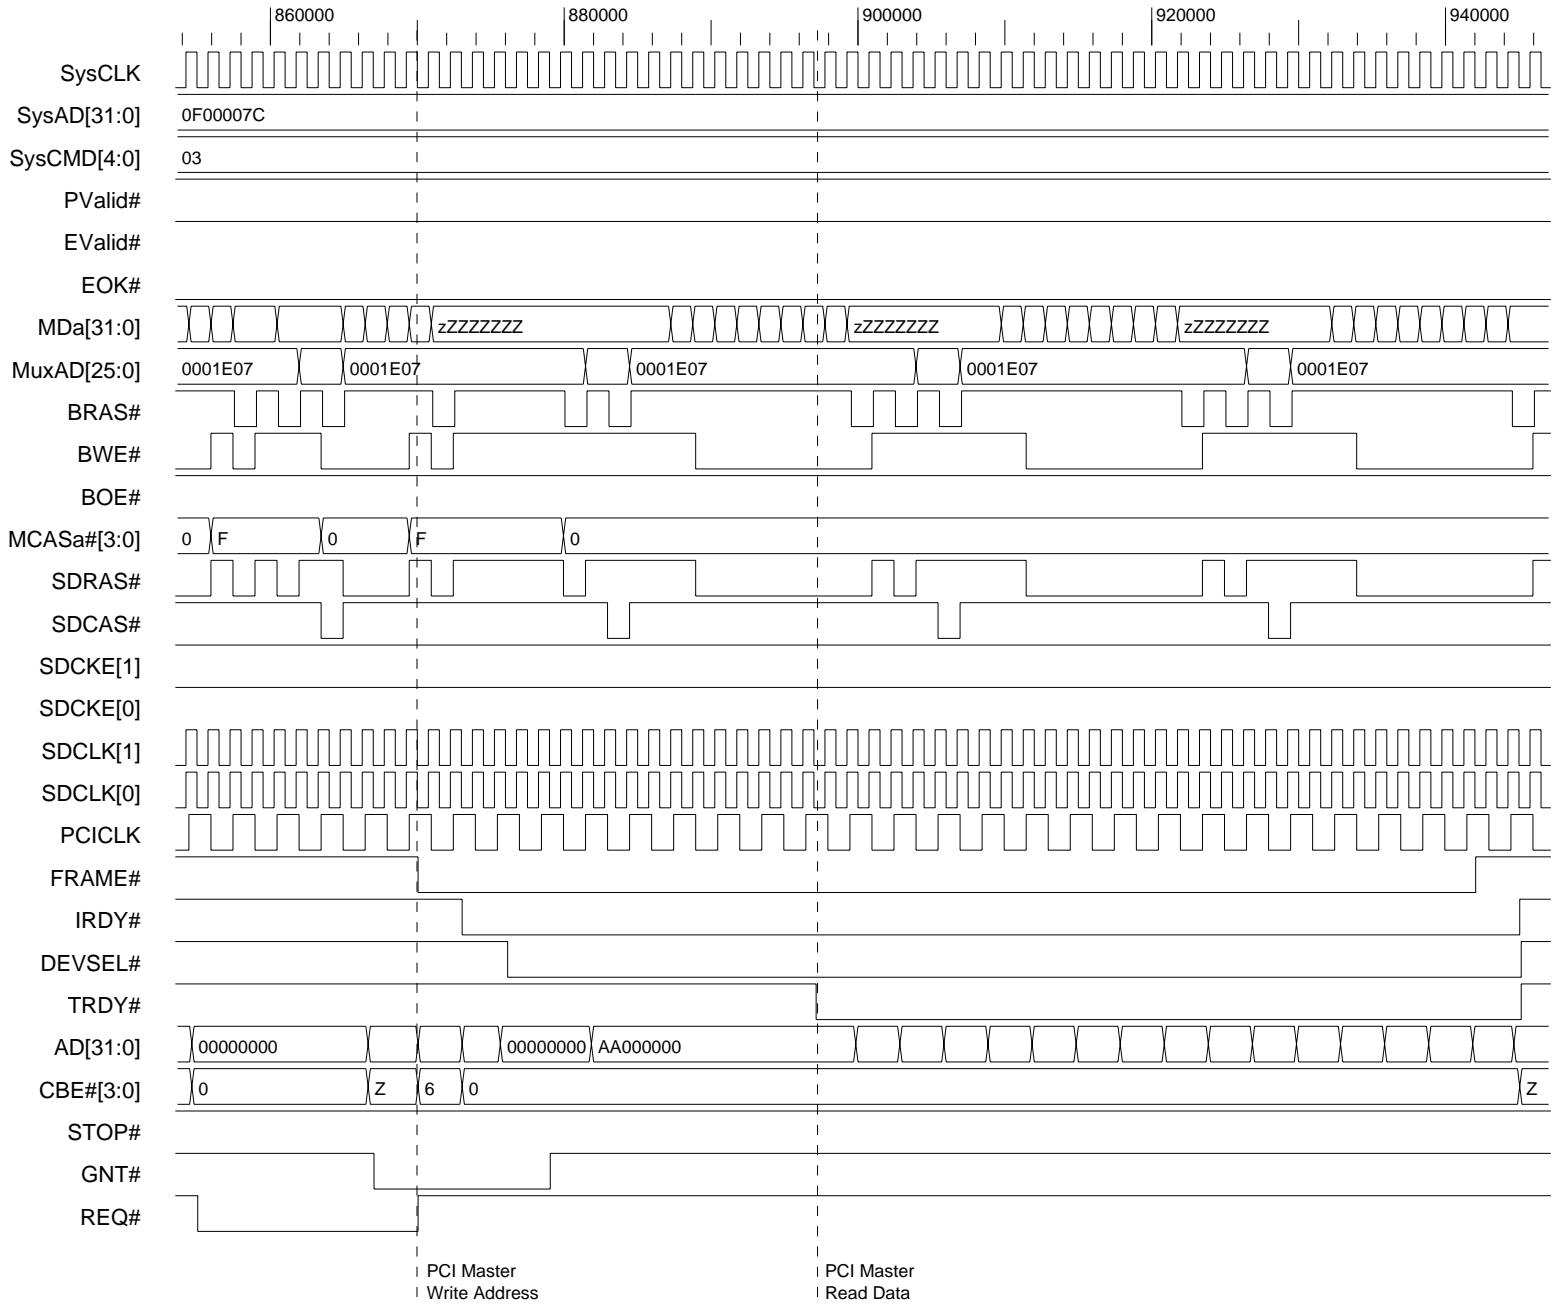 860000 880000 900000 920000 940000
SysCLK
SysAD[31:0] 0F00007C
SysCMD[4:0] 03
PValid#
EValid#
EOK#
MDa[31:0] zZZZZZZZ zZZZZZZZ zZZZZZZZ
MuxAD[25:0] 0001E07 0001E07 0001E07 0001E07 0001E07
BRAS#
BWE#
BOE#
MCASa#[3:0] 0 F 0 F 0
SDRAS#
SDCAS#
SDCKE[1]
SDCKE[0]
SDCLK[1]
SDCLK[0]
PCICLK
FRAME#
IRDY#
DEVSEL#
TRDY#
AD[31:0] 00000000 00000000 AA000000
CBE#[3:0] 0 Z 6 0 Z
STOP#
GNT#
REQ#
PCI Master PCI Master
Write Address Read Data